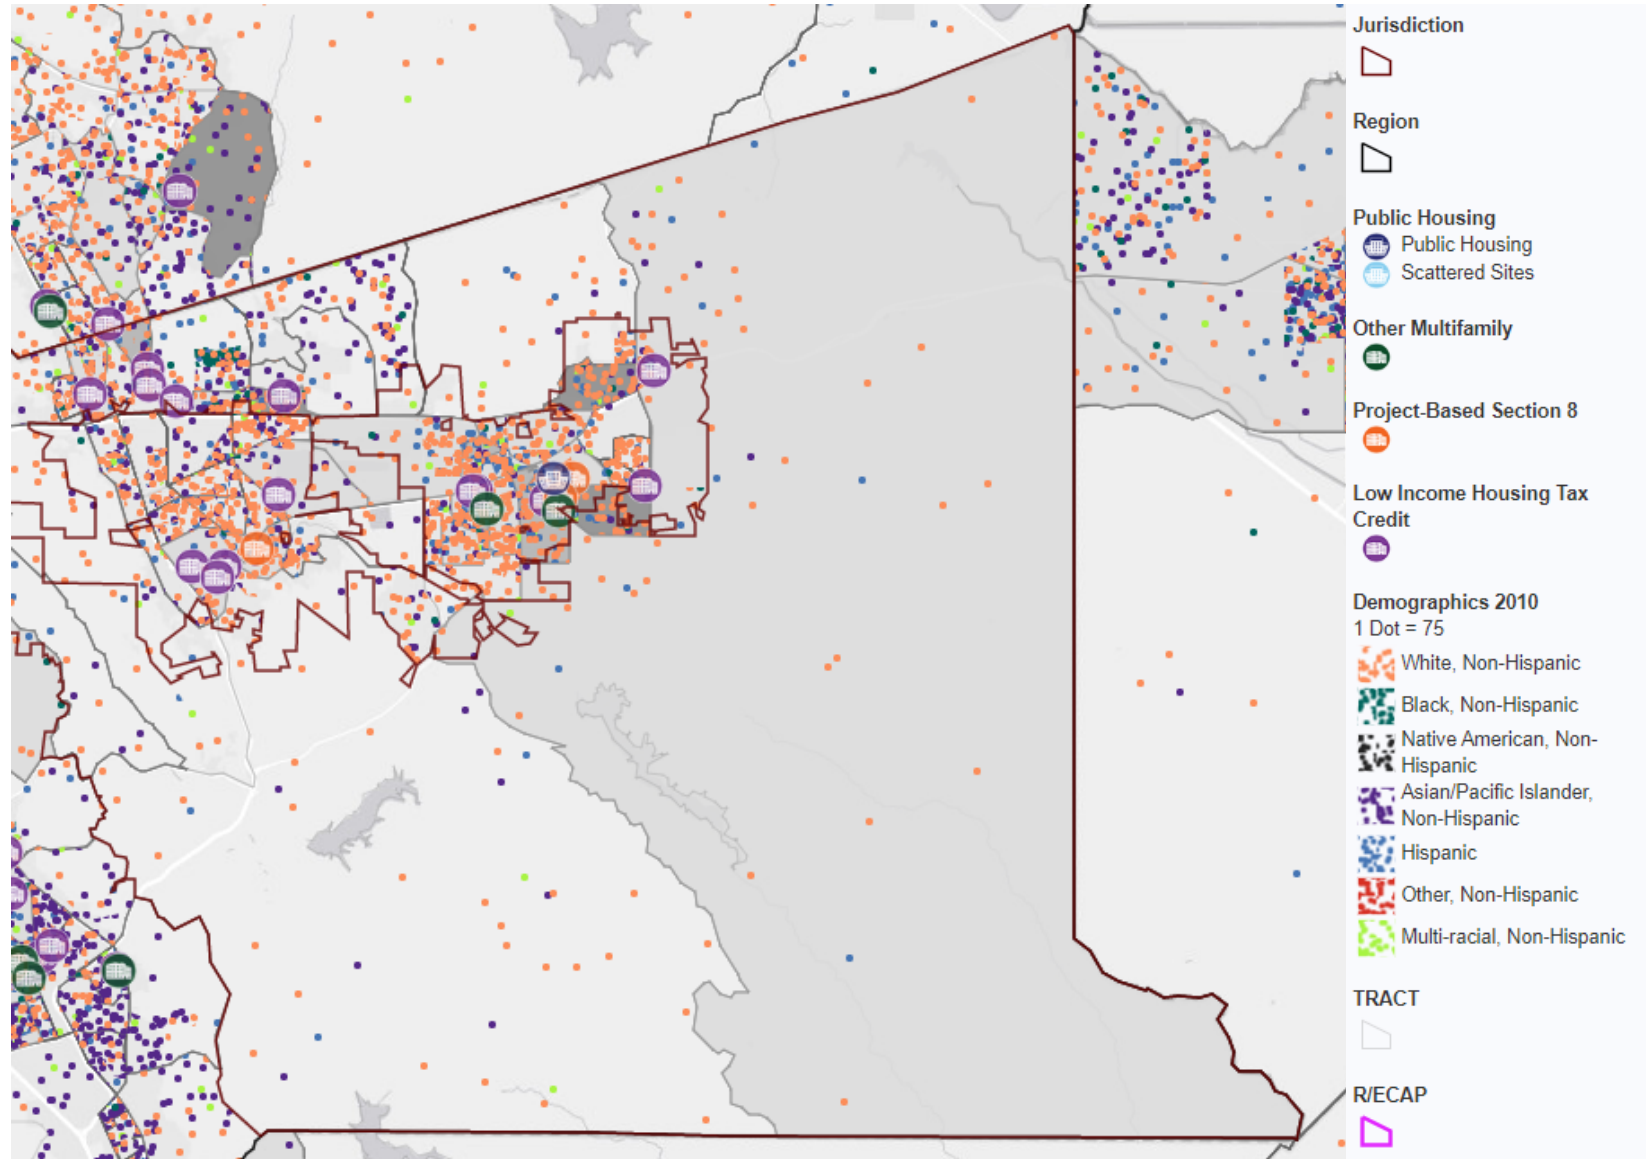 Jurisdiction
Region
Public Housing
Public Housing
Scattered Sites
Other Multifamily
Project-Based Section 8
Low Income Housing Tax
Credit
Demographics 2010
1 Dot = 75
White, Non-Hispanic
Black, Non-Hispanic
Native American, Non-
Hispanic
Asian/Pacific Islander,
Non-Hispanic
Hispanic
Other, Non-Hispanic
Multi-racial, Non-Hispanic
TRACT
R/ECAP